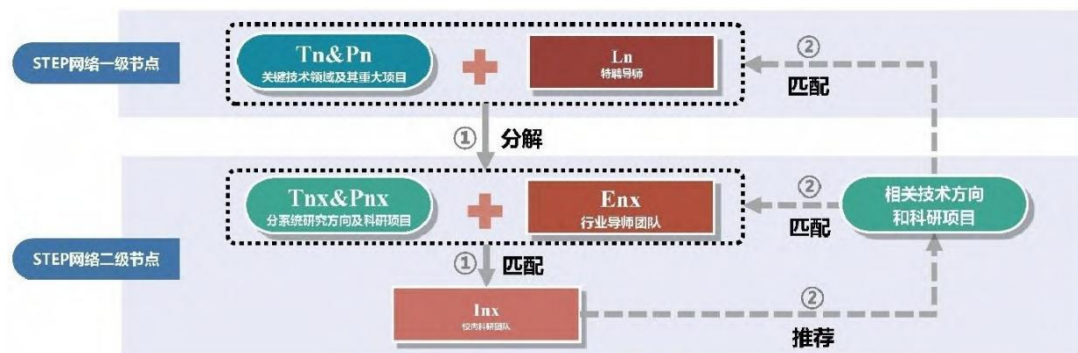 STEP网络一级节点
Tn&Pn
关键技术领域及其重大项目
Ln
特聘导师
②
匹配
①
分解
STEP网络二级节点
Tnx&Pnx
分系统研究方向及科研项目
Enx
行业导师团队
②
匹配
相关技术方向
和科研项目
①
匹配
Inx
校内科研团队
②
推荐